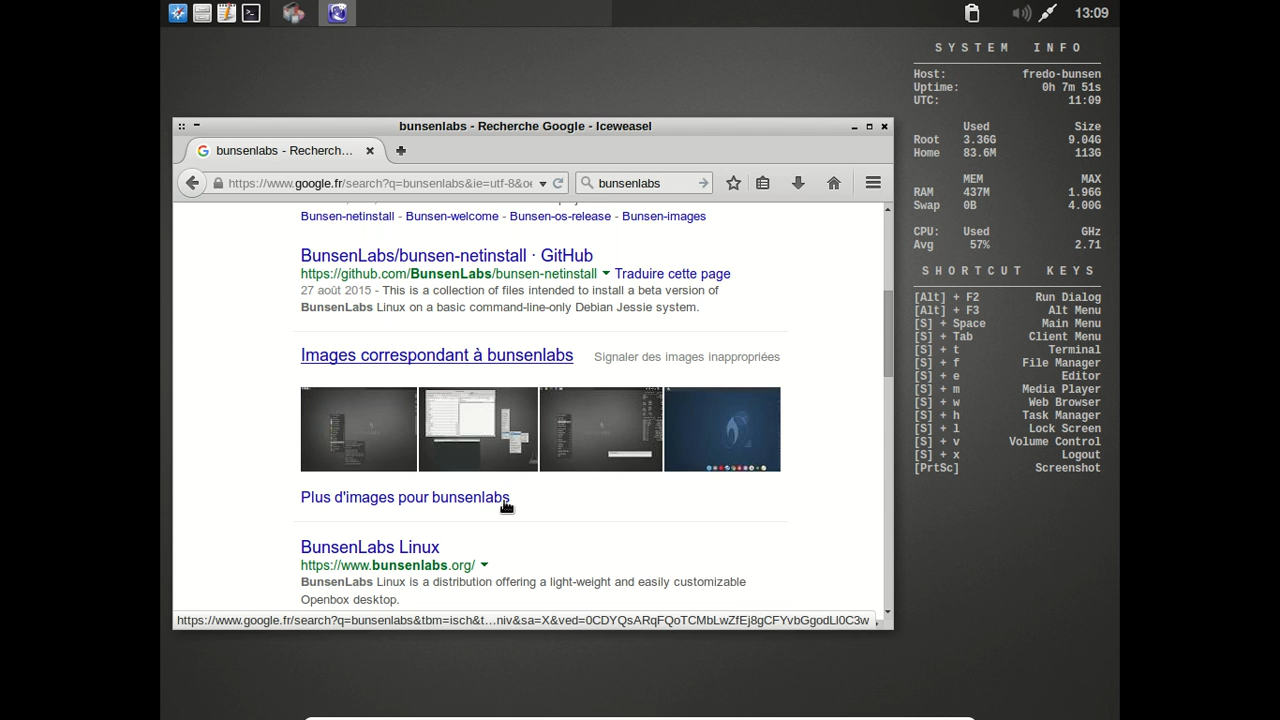 13:09
bunsenlabs - Recherche Google - Iceweasel
bunsenlabs - Recherch...
https://www.google.fr/search?q=bunsenlabs&ie=utf-8&oe
bunsenlabs
Bunsen-netinstall - Bunsen-welcome - Bunsen-os-release - Bunsen-images
BunsenLabs/bunsen-netinstall · GitHub
https://github.com/BunsenLabs/bunsen-netinstall Traduire cette page
27 août 2015 - This is a collection of files intended to install a beta version of
BunsenLabs Linux on a basic command-line-only Debian Jessie system.
Images correspondant à bunsenlabs Signaler des images inappropriées
Plus d'images pour bunsenlabs
BunsenLabs Linux
https://www.bunsenlabs.org/
BunsenLabs Linux is a distribution offering a light-weight and easily customizable
Openbox desktop.
https://www.google.fr/search?q=bunsenlabs&tbm=isch&t...niv&sa=X&ved=0CDYQsARqFQoTCMbLwZfEj8gCFYvbGgodLl0C3w
SYSTEM INFO
Host: fredo-bunsen
Uptime: 0h 7m 51s
UTC: 11:09
Used Size
Root 3.36G 9.04G
Home 83.6M 113G
MEM MAX
RAM 437M 1.96G
Swap 0B 4.00G
CPU: Used GHz
Avg 57% 2.71
SHORTCUT KEYS
[Alt] + F2 Run Dialog
[Alt] + F3 Alt Menu
[S] + Space Main Menu
[S] + Tab Client Menu
[S] + t Terminal
[S] + f File Manager
[S] + e Editor
[S] + m Media Player
[S] + w Web Browser
[S] + h Task Manager
[S] + l Lock Screen
[S] + v Volume Control
[S] + x Logout
[PrtSc] Screenshot